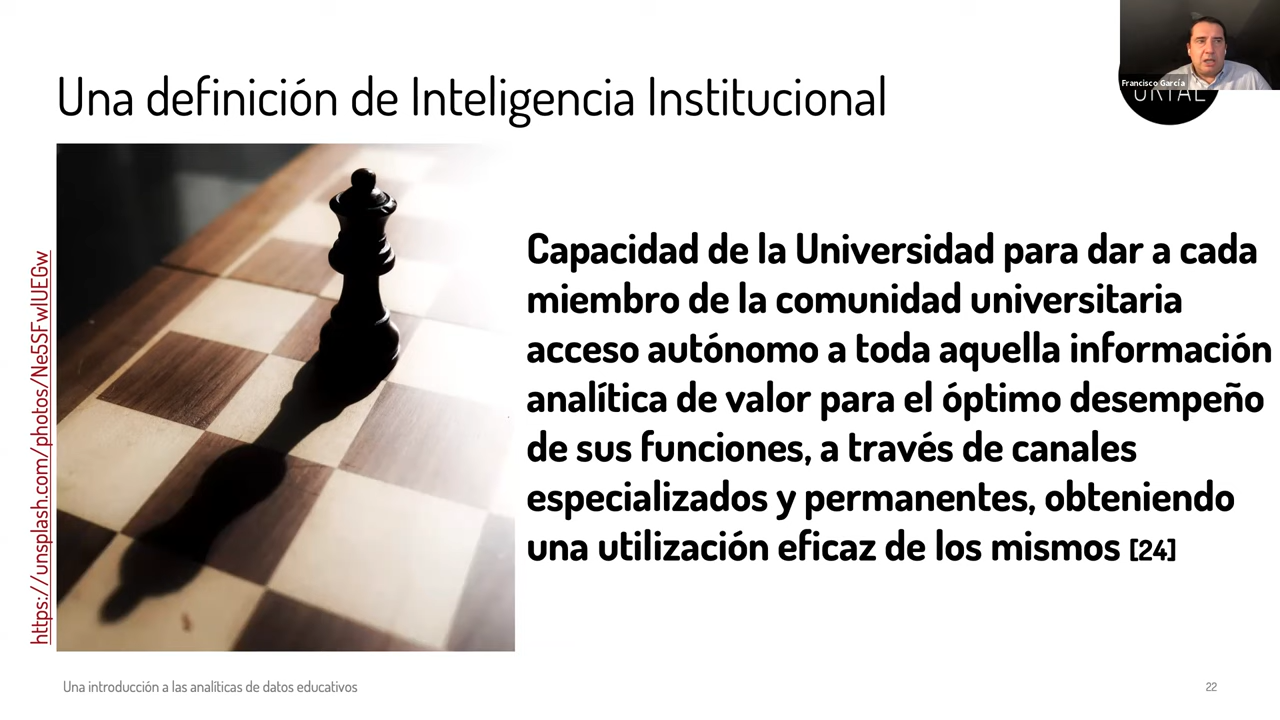 Una definición de Inteligencia Institucional
Francisco García
https://unsplash.com/photos/Ne5SFwlUEGw
Capacidad de la Universidad para dar a cada
miembro de la comunidad universitaria
acceso autónomo a toda aquella información
analítica de valor para el óptimo desempeño
de sus funciones, a través de canales
especializados y permanentes, obteniendo
una utilización eficaz de los mismos [24]
Una introducción a las analíticas de datos educativos
22